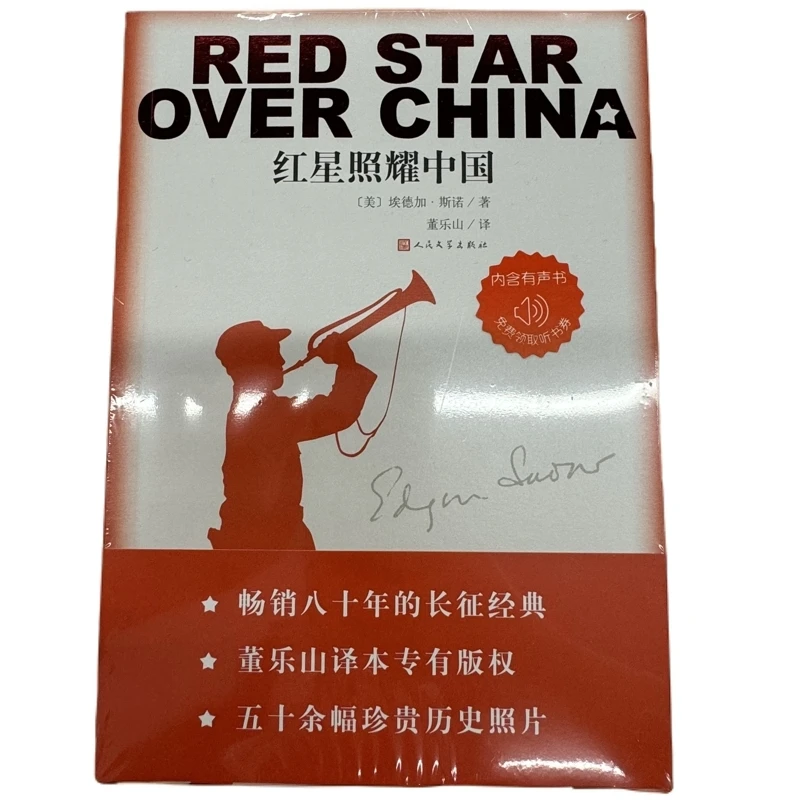 RED STAR
OVER CHINA
红星照耀中国
〔美〕埃德加·斯诺／著
董乐山／译
人民文学出版社
内含有声书
免费领取听书券
Edgar Snow
畅销八十年的长征经典
董乐山译本专有版权
五十余幅珍贵历史照片